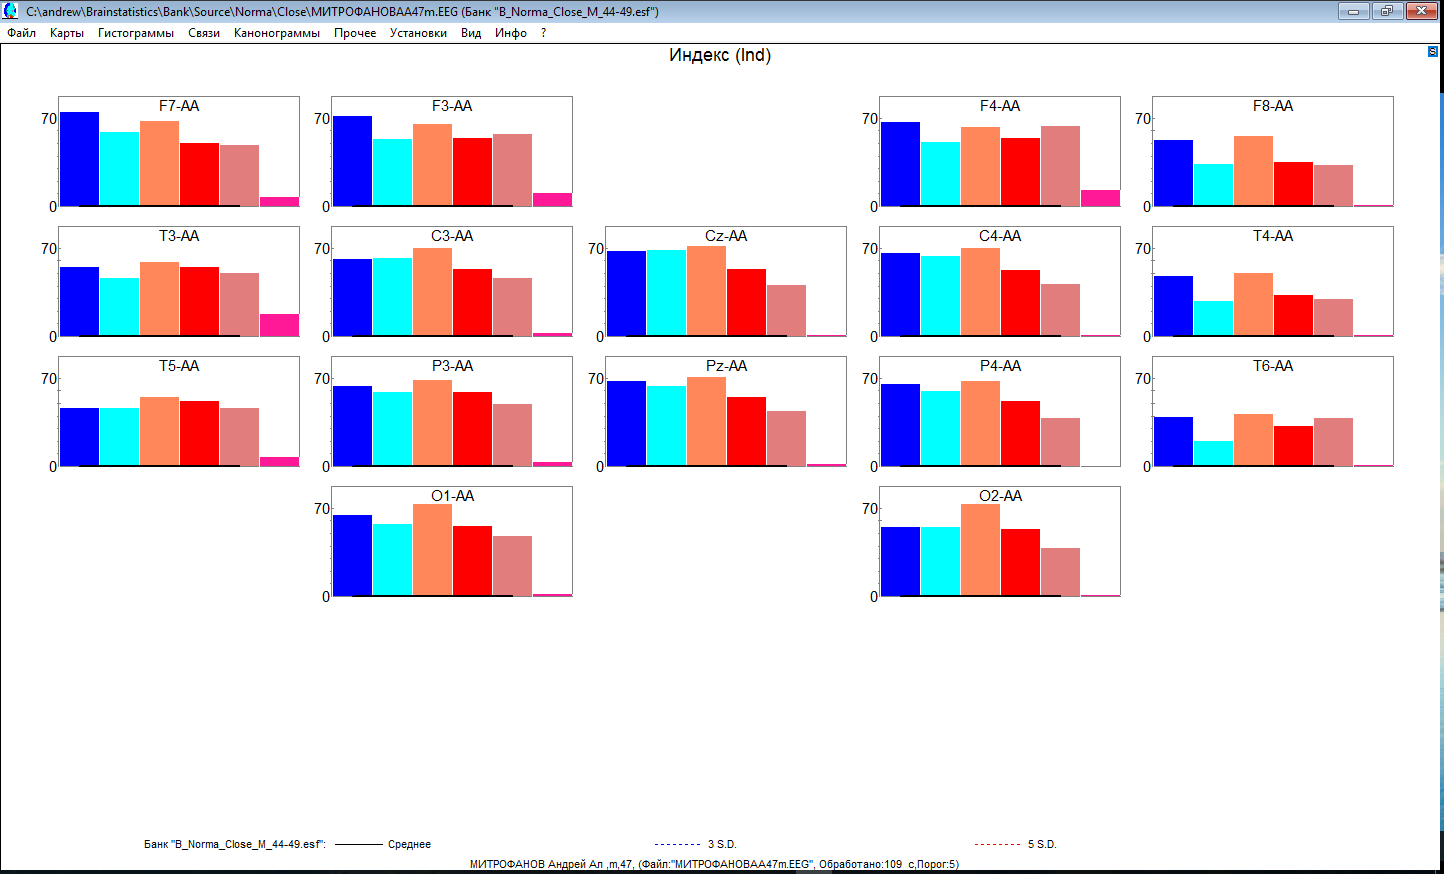 C:\andrew\Brainstatistics\Bank\Source\Norma\Close\МИТРОФАНОВАА47m.EEG (Банк "B_Norma_Close_M_44-49.esf")
Файл Карты Гистограммы Связи Канонограммы Прочее Установки Вид Инфо ?
Индекс (Ind)
S
F7-AA F3-AA F4-AA F8-AA
70 70 70 70
0 0 0 0
T3-AA C3-AA Cz-AA C4-AA T4-AA
70 70 70 70 70
0 0 0 0 0
T5-AA P3-AA Pz-AA P4-AA T6-AA
70 70 70 70 70
0 0 0 0 0
O1-AA O2-AA
70 70
0 0
Банк "B_Norma_Close_M_44-49.esf": Среднее 3 S.D. 5 S.D.
МИТРОФАНОВ Андрей Ал ,m,47, (Файл:"МИТРОФАНОВАА47m.EEG", Обработано:109 с,Порог:5)